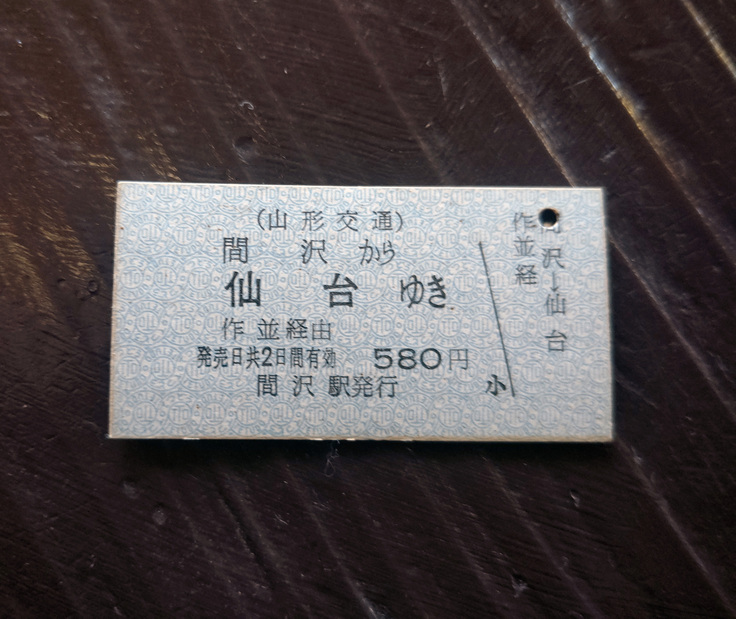 (山形交通)
間沢から
仙台ゆき
作並経由
発売日共2日間有効 580円
間沢駅発行
小
間沢→仙台
作並経